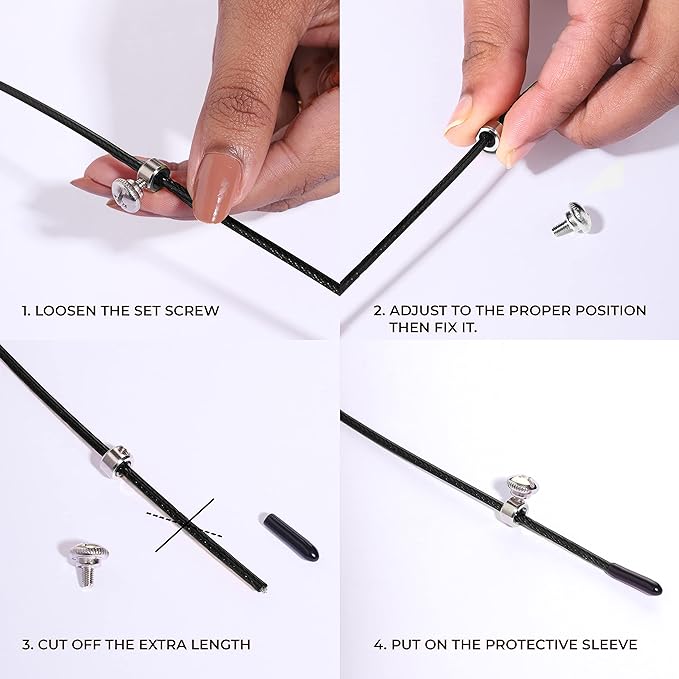 1. LOOSEN THE SET SCREW
2. ADJUST TO THE PROPER POSITION
THEN FIX IT.
3. CUT OFF THE EXTRA LENGTH
4. PUT ON THE PROTECTIVE SLEEVE